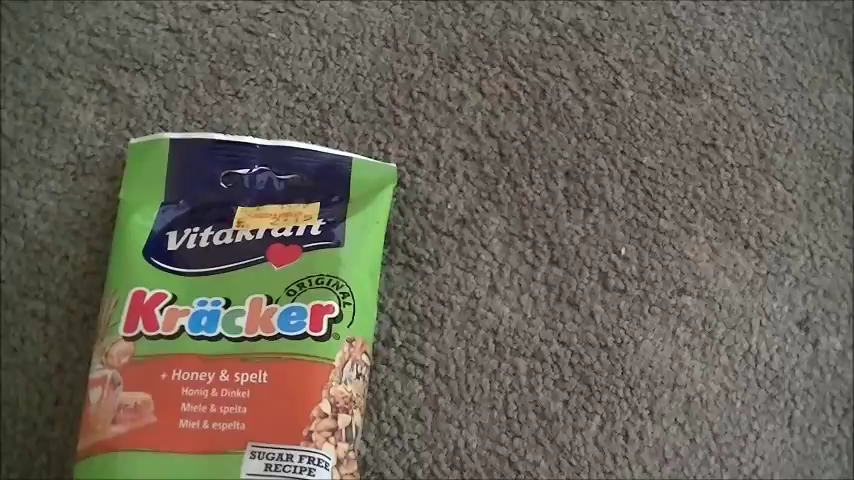 Vitakraft
ORIGINAL
Kräcker
+ Honey & spelt
Honig & Dinkel
Miele & spelta
Miel & espelta
SUGAR FREE
RECIPE